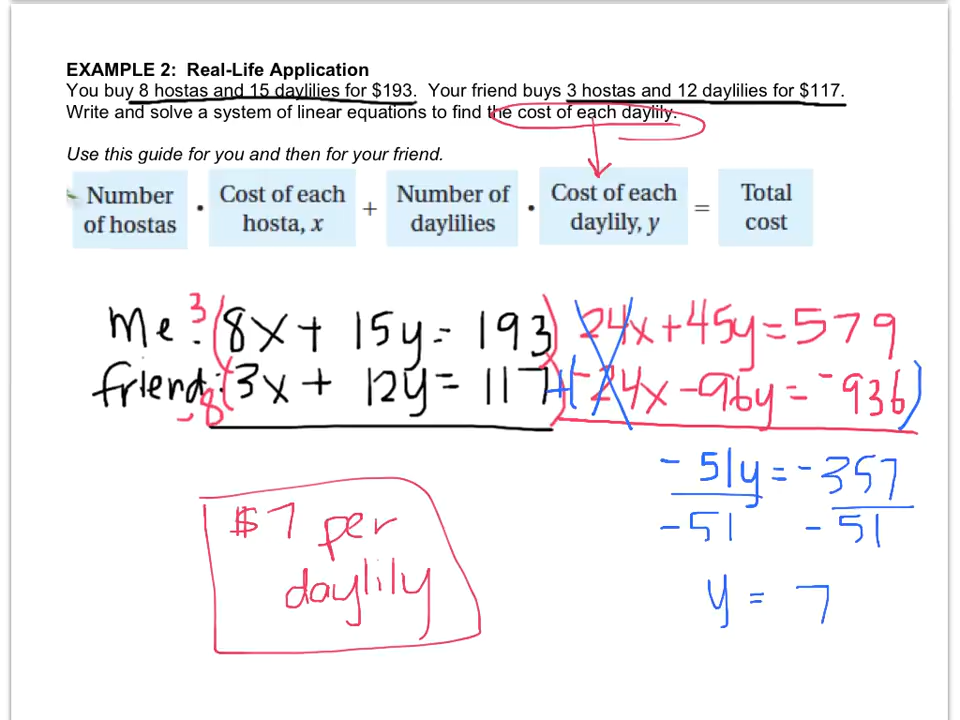 EXAMPLE 2: Real-Life Application
You buy 8 hostas and 15 daylilies for $193. Your friend buys 3 hostas and 12 daylilies for $117.
Write and solve a system of linear equations to find the cost of each daylily.
Use this guide for you and then for your friend.
Number of hostas · Cost of each hosta, x + Number of daylilies · Cost of each daylily, y = Total cost
Me: 3(8x + 15y = 193) 24x + 45y = 579
friend: -8(3x + 12y = 117) +(-24x - 96y = -936)
-51y = -357
-51 -51
y = 7
$7 per
daylily